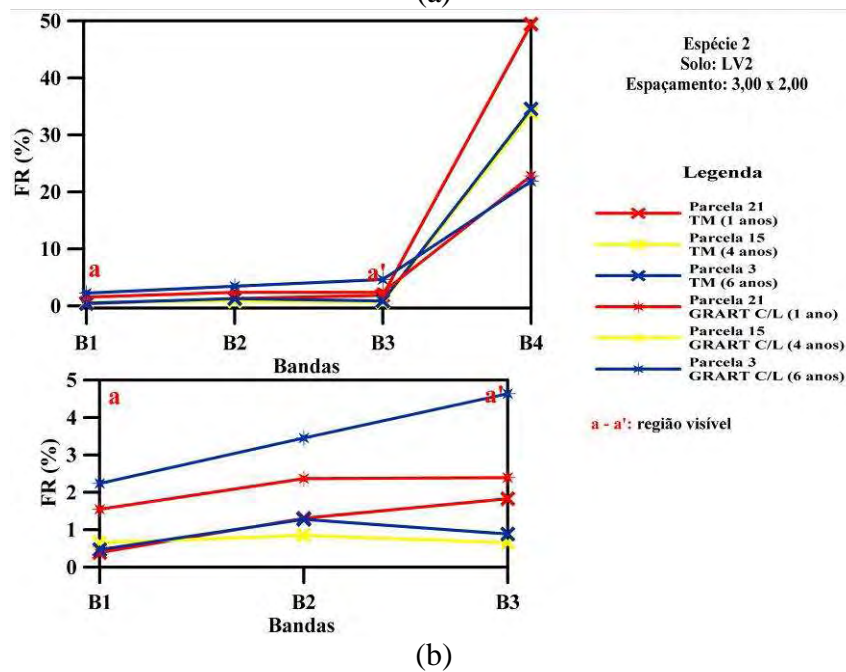 (a)
50
40
30
20
10
0
FR (%)
a
a'
B1
B2
B3
B4
Bandas
Espécie 2
Solo: LV2
Espaçamento: 3,00 x 2,00
Legenda
Parcela 21
TM (1 anos)
Parcela 15
TM (4 anos)
Parcela 3
TM (6 anos)
Parcela 21
GRART C/L (1 ano)
Parcela 15
GRART C/L (4 anos)
Parcela 3
GRART C/L (6 anos)
a - a': região visível
5
4
3
2
1
0
FR (%)
a
a'
B1
B2
B3
Bandas
(b)